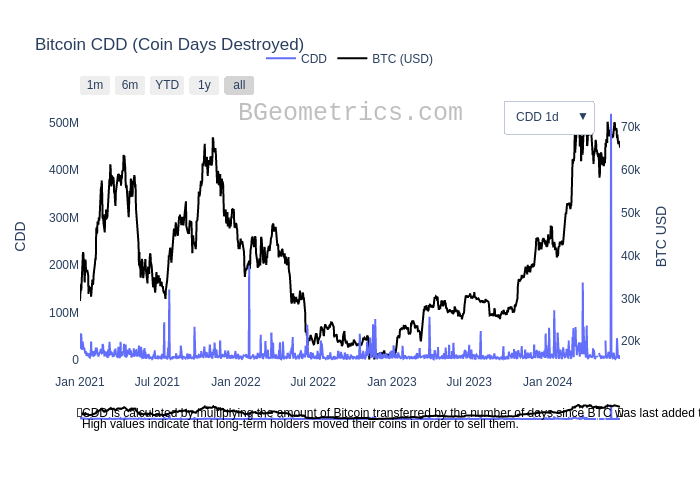 Bitcoin CDD (Coin Days Destroyed)
CDD BTC (USD)
1m 6m YTD 1y all
BGeometrics.com
CDD 1d ▼
500M 70k
400M 60k
300M 50k
200M 40k
100M 30k
0 20k
CDD
BTC USD
Jan 2021 Jul 2021 Jan 2022 Jul 2022 Jan 2023 Jul 2023 Jan 2024
CDD is calculated by multiplying the amount of Bitcoin transferred by the number of days since BTC was last added t
High values indicate that long-term holders moved their coins in order to sell them.